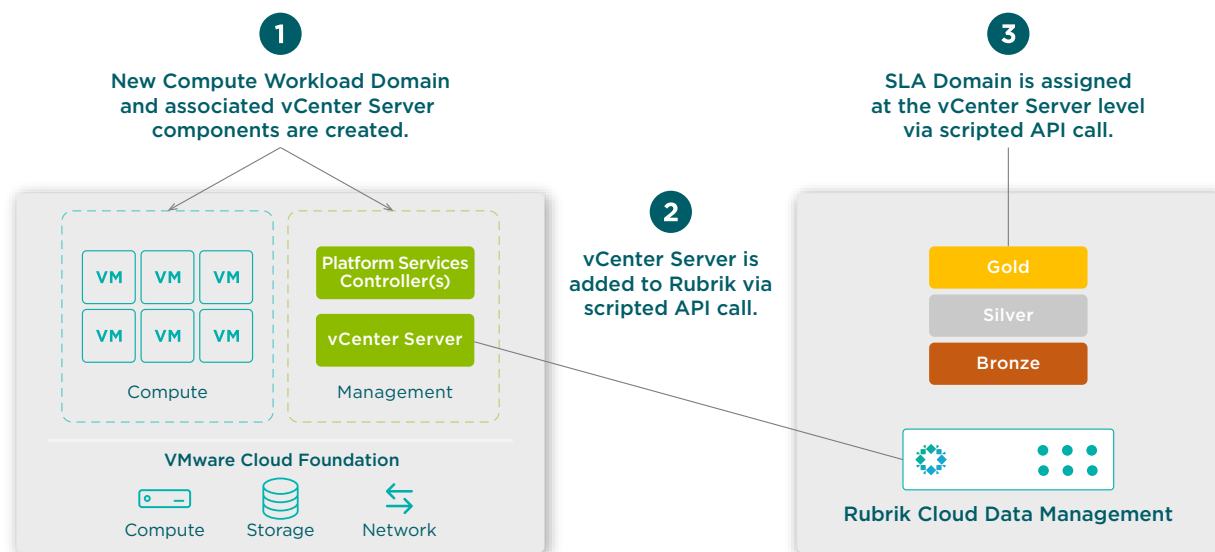 1
New Compute Workload Domain
and associated vCenter Server
components are created.
VM VM VM
VM VM VM
Compute
Platform Services
Controller(s)
vCenter Server
Management
VMware Cloud Foundation
Compute
Storage
Network
2
vCenter Server is
added to Rubrik via
scripted API call.
3
SLA Domain is assigned
at the vCenter Server level
via scripted API call.
Gold
Silver
Bronze
Rubrik Cloud Data Management